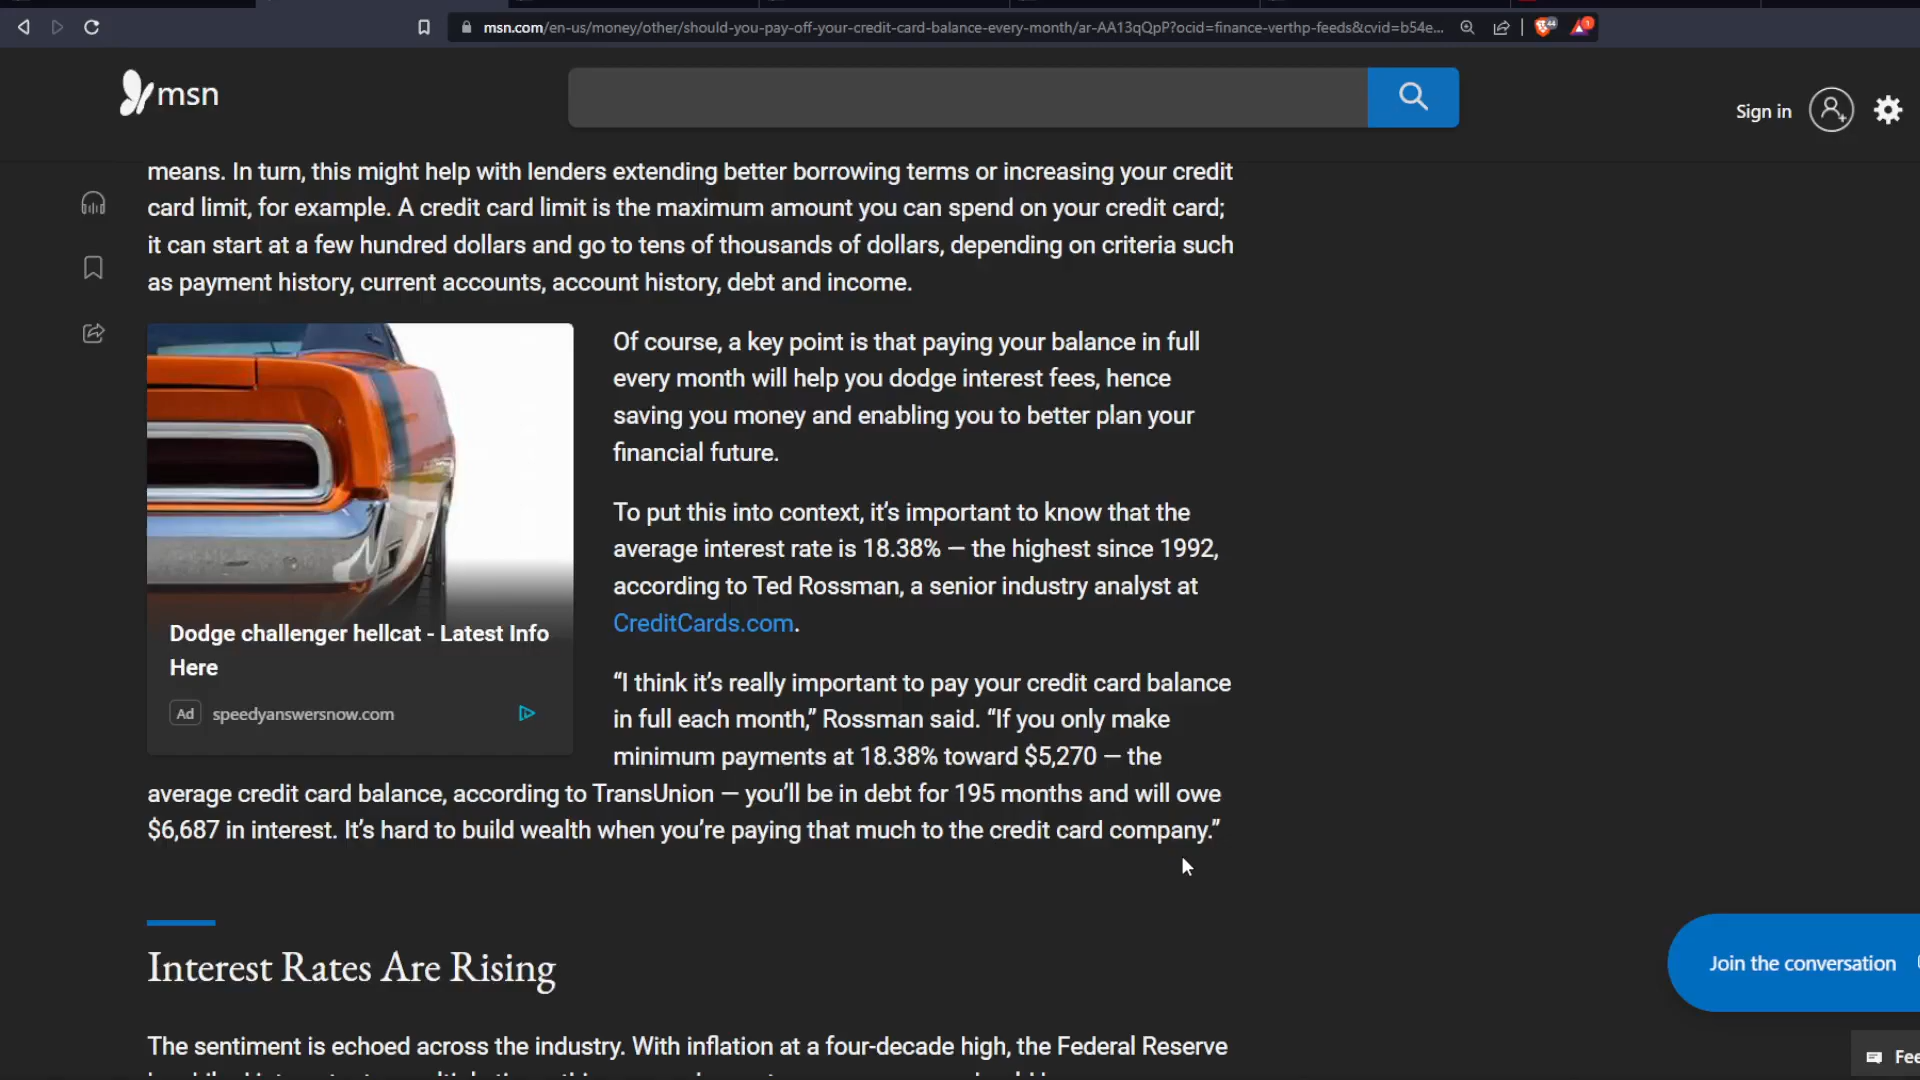 msn.com/en-us/money/other/should-you-pay-off-your-credit-card-balance-every-month/ar-AA13qQpP?ocid=finance-verthp-feeds&cvid=b54e...
44
1
msn
Sign in
means. In turn, this might help with lenders extending better borrowing terms or increasing your credit
card limit, for example. A credit card limit is the maximum amount you can spend on your credit card;
it can start at a few hundred dollars and go to tens of thousands of dollars, depending on criteria such
as payment history, current accounts, account history, debt and income.
Of course, a key point is that paying your balance in full
every month will help you dodge interest fees, hence
saving you money and enabling you to better plan your
financial future.
To put this into context, it’s important to know that the
average interest rate is 18.38% — the highest since 1992,
according to Ted Rossman, a senior industry analyst at
CreditCards.com.
Dodge challenger hellcat - Latest Info
Here
Ad speedyanswersnow.com
“I think it’s really important to pay your credit card balance
in full each month,” Rossman said. “If you only make
minimum payments at 18.38% toward $5,270 — the
average credit card balance, according to TransUnion — you’ll be in debt for 195 months and will owe
$6,687 in interest. It’s hard to build wealth when you’re paying that much to the credit card company.”
Interest Rates Are Rising
Join the conversation
The sentiment is echoed across the industry. With inflation at a four-decade high, the Federal Reserve
Fee